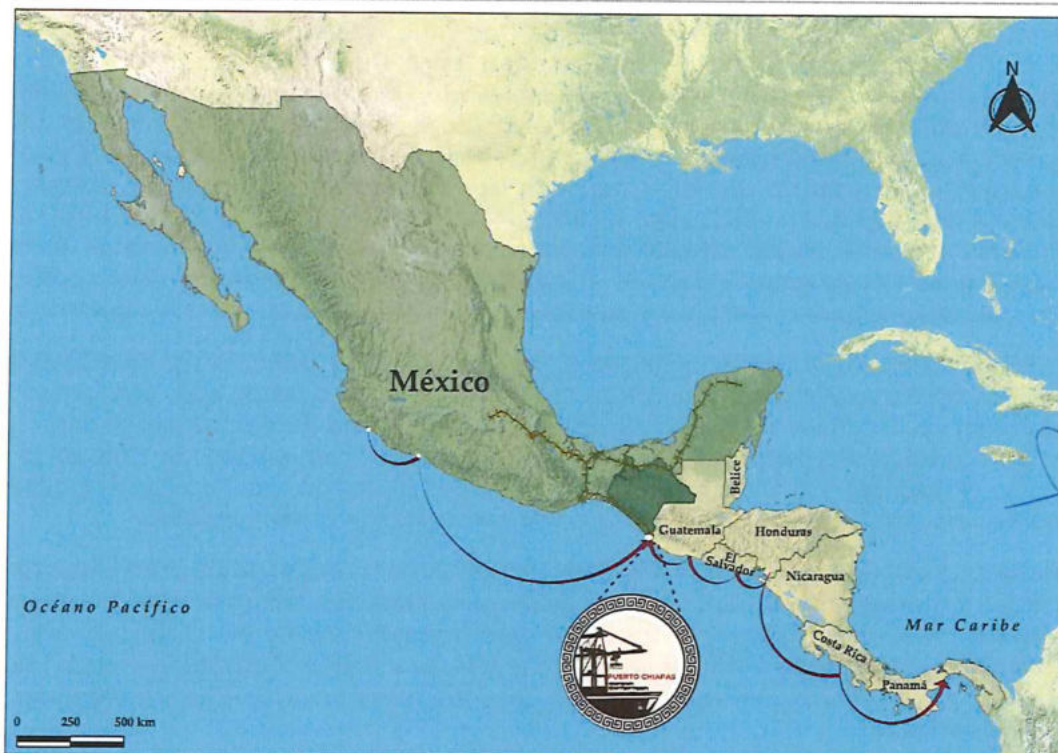 N
México
Belice
Guatemala
Honduras
El
Salvador
Nicaragua
Océano Pacífico
Mar Caribe
Costa Rica
Panamá
PUERTO CHIAPAS
0 250 500 km